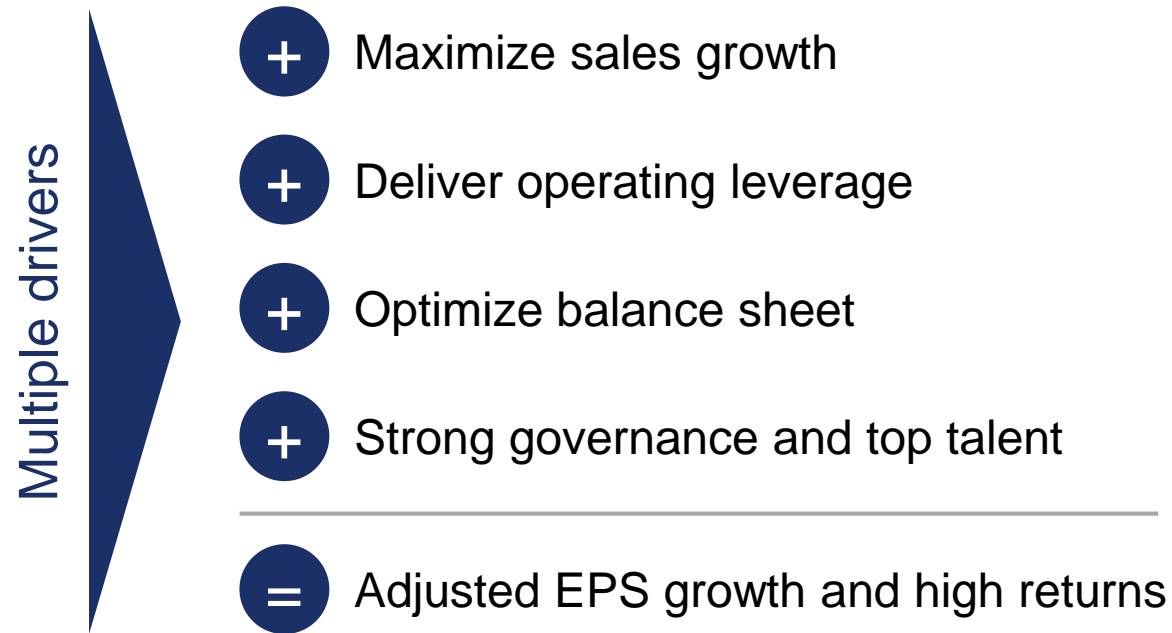 Multiple drivers
+ Maximize sales growth
+ Deliver operating leverage
+ Optimize balance sheet
+ Strong governance and top talent
= Adjusted EPS growth and high returns